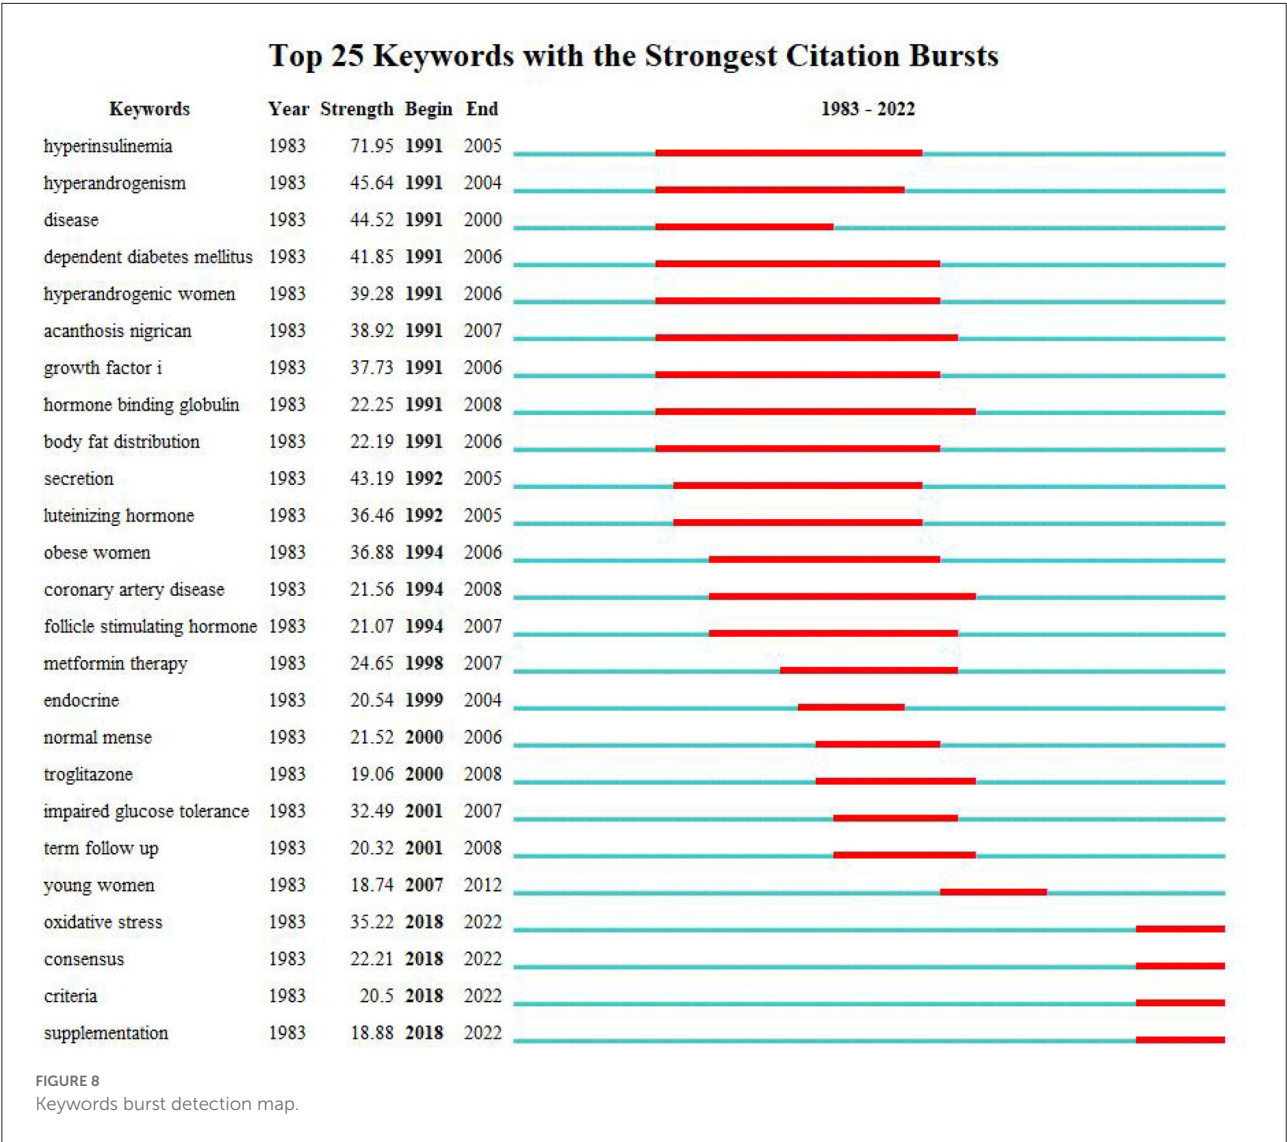 Top 25 Keywords with the Strongest Citation Bursts
Keywords Year Strength Begin End 1983 - 2022
hyperinsulinemia 1983 71.95 1991 2005
hyperandrogenism 1983 45.64 1991 2004
disease 1983 44.52 1991 2000
dependent diabetes mellitus 1983 41.85 1991 2006
hyperandrogenic women 1983 39.28 1991 2006
acanthosis nigrican 1983 38.92 1991 2007
growth factor i 1983 37.73 1991 2006
hormone binding globulin 1983 22.25 1991 2008
body fat distribution 1983 22.19 1991 2006
secretion 1983 43.19 1992 2005
luteinizing hormone 1983 36.46 1992 2005
obese women 1983 36.88 1994 2006
coronary artery disease 1983 21.56 1994 2008
follicle stimulating hormone 1983 21.07 1994 2007
metformin therapy 1983 24.65 1998 2007
endocrine 1983 20.54 1999 2004
normal mense 1983 21.52 2000 2006
troglitazone 1983 19.06 2000 2008
impaired glucose tolerance 1983 32.49 2001 2007
term follow up 1983 20.32 2001 2008
young women 1983 18.74 2007 2012
oxidative stress 1983 35.22 2018 2022
consensus 1983 22.21 2018 2022
criteria 1983 20.5 2018 2022
supplementation 1983 18.88 2018 2022
FIGURE 8
Keywords burst detection map.